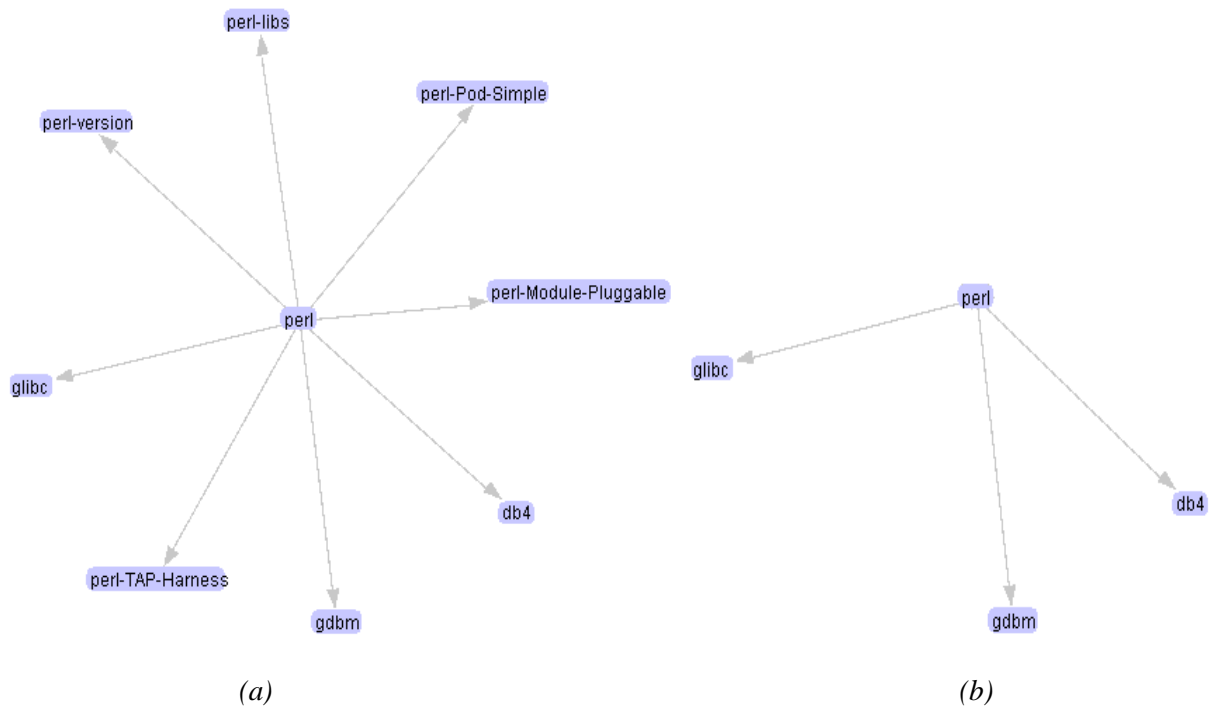 perl-libs
perl-Pod-Simple
perl-version
perl-Module-Pluggable
perl
glibc
db4
perl-TAP-Harness
gdbm
(a)
perl
glibc
db4
gdbm
(b)